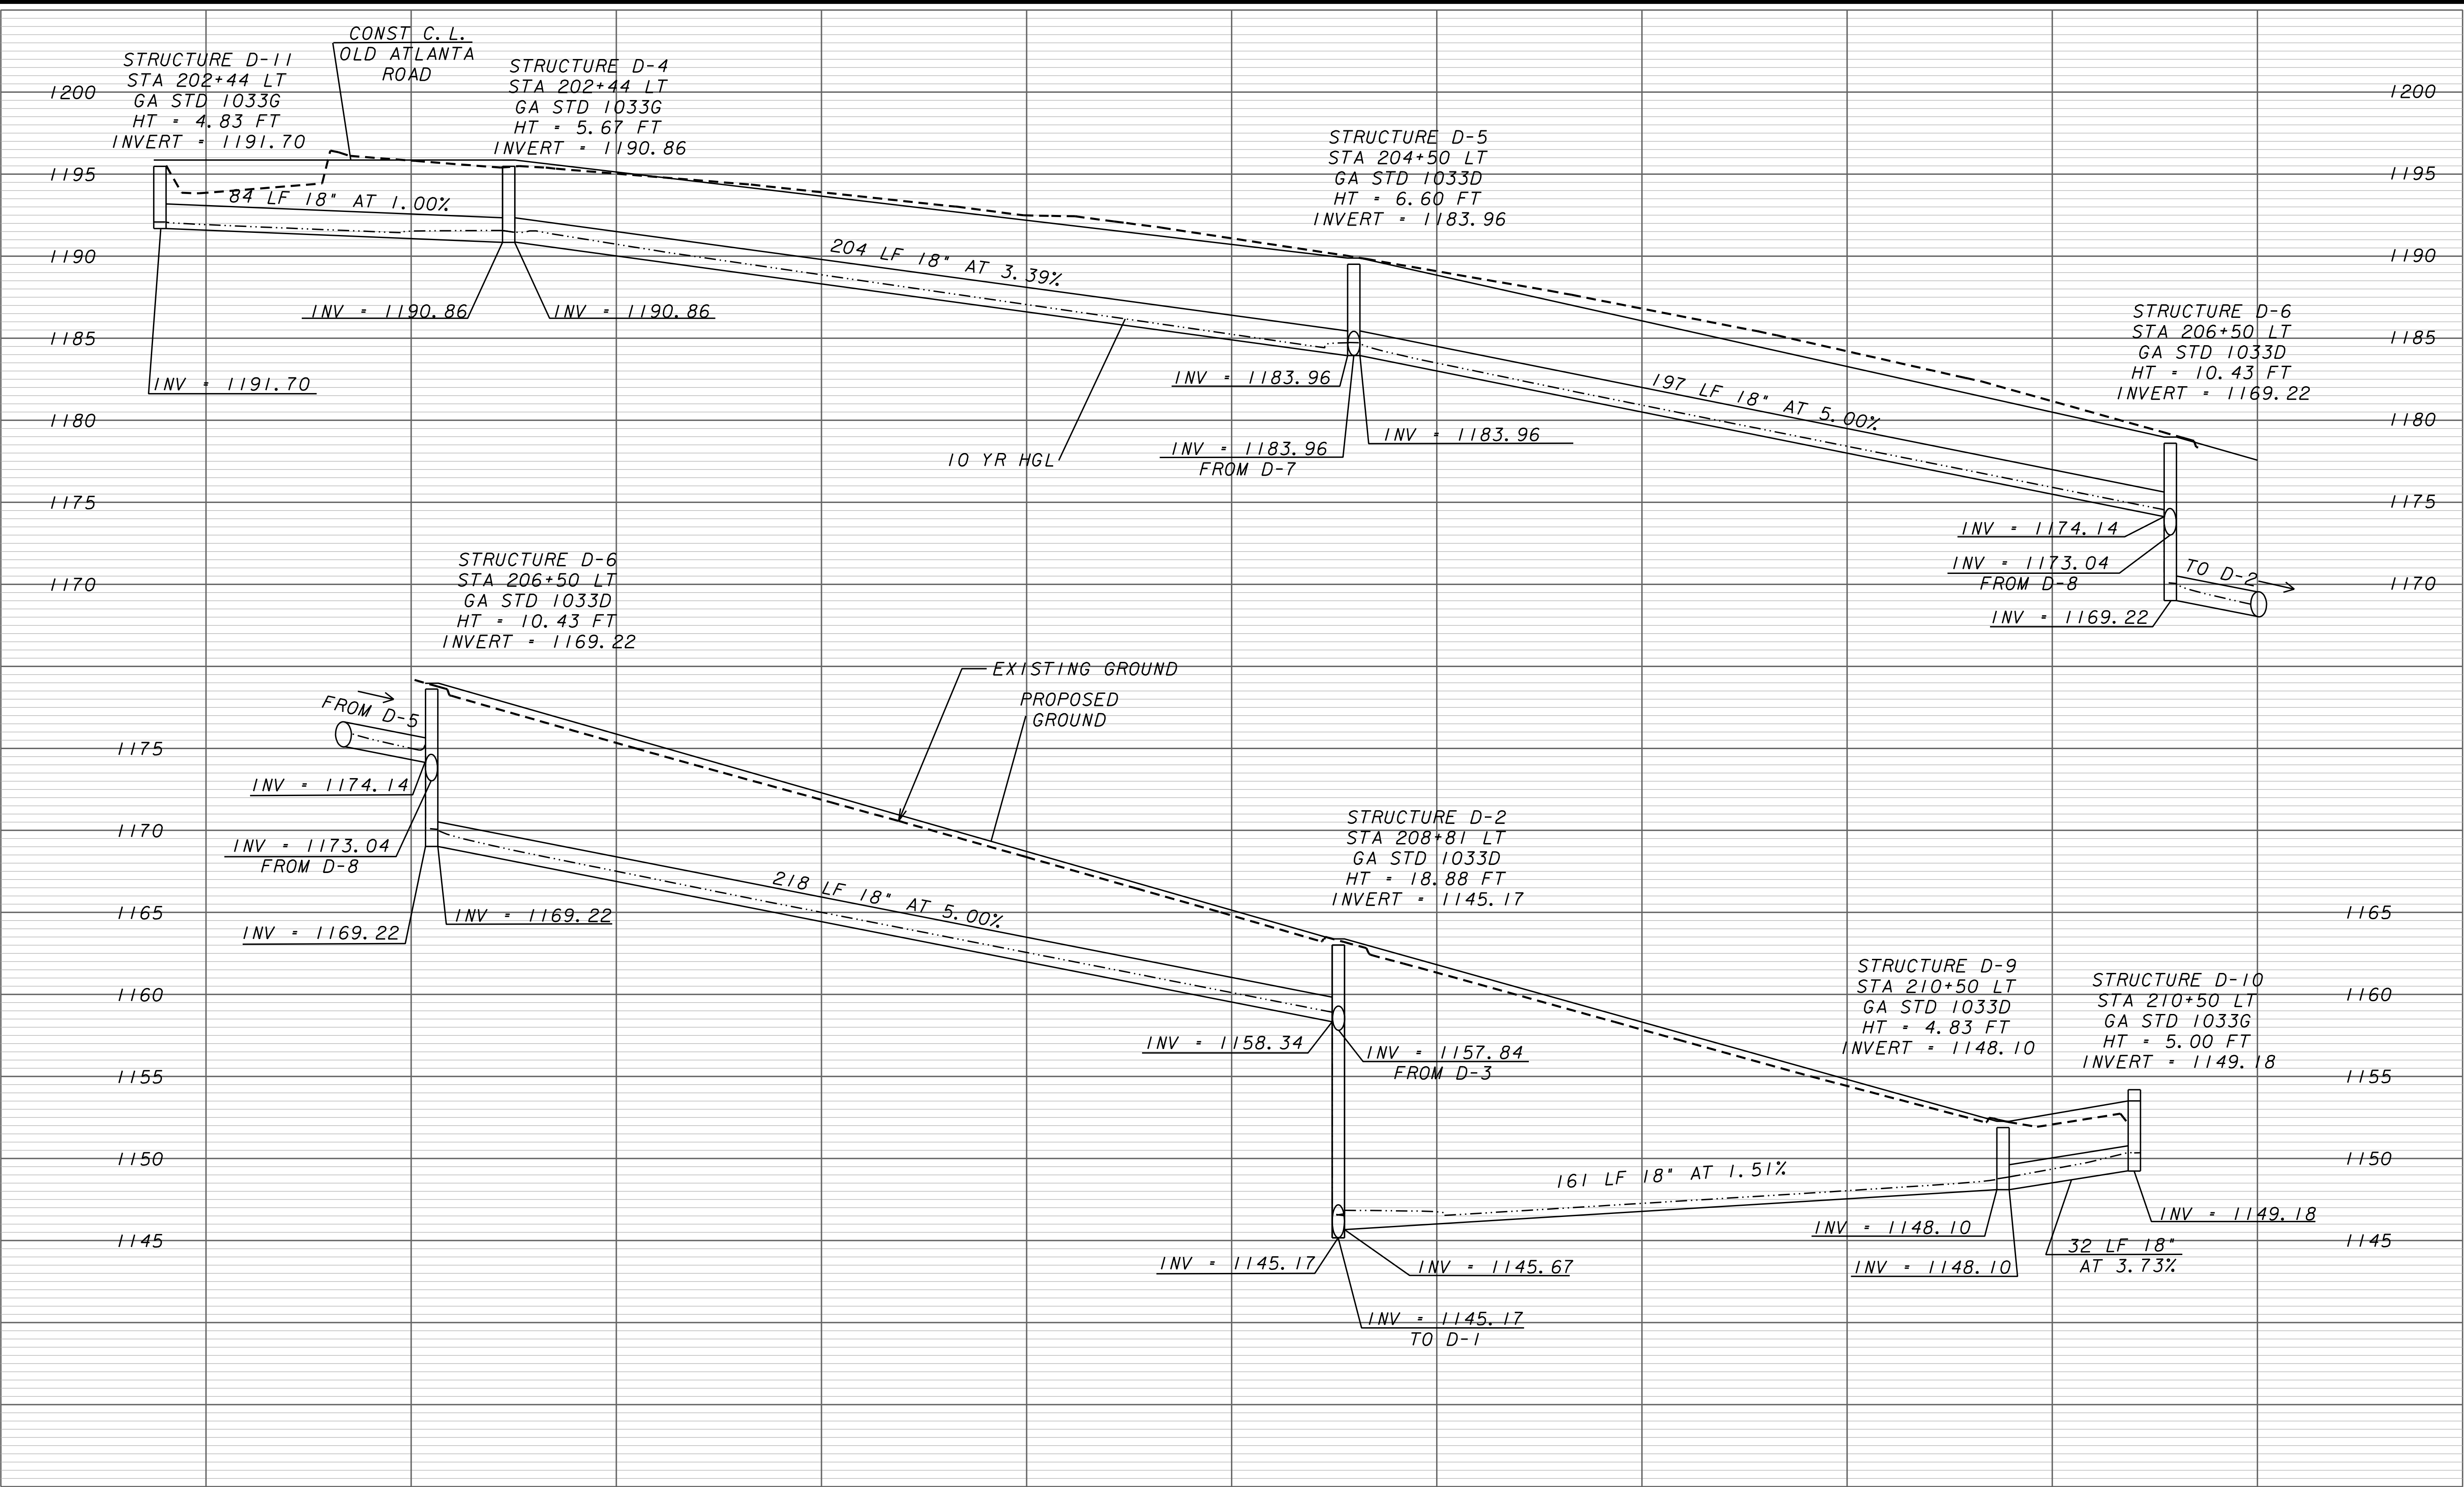 CONST C.L.
OLD ATLANTA
ROAD
STRUCTURE D-11
STA 202+44 LT
GA STD 1033G
HT = 4.83 FT
INVERT = 1191.70
STRUCTURE D-4
STA 202+44 LT
GA STD 1033G
HT = 5.67 FT
INVERT = 1190.86
STRUCTURE D-5
STA 204+50 LT
GA STD 1033D
HT = 6.60 FT
INVERT = 1183.96
STRUCTURE D-6
STA 206+50 LT
GA STD 1033D
HT = 10.43 FT
INVERT = 1169.22
1200
1195
1190
1185
1180
1175
1170
1200
1195
1190
1185
1180
1175
1170
84 LF 18" AT 1.00%
204 LF 18" AT 3.39%
197 LF 18" AT 5.00%
INV = 1190.86
INV = 1190.86
INV = 1191.70
INV = 1183.96
INV = 1183.96
INV = 1183.96
FROM D-7
10 YR HGL
INV = 1174.14
INV = 1173.04
FROM D-8
TO D-2
INV = 1169.22
STRUCTURE D-6
STA 206+50 LT
GA STD 1033D
HT = 10.43 FT
INVERT = 1169.22
EXISTING GROUND
PROPOSED
GROUND
FROM D-5
1175
1170
1165
1160
1155
1150
1145
INV = 1174.14
INV = 1173.04
FROM D-8
INV = 1169.22
INV = 1169.22
218 LF 18" AT 5.00%
STRUCTURE D-2
STA 208+81 LT
GA STD 1033D
HT = 18.88 FT
INVERT = 1145.17
STRUCTURE D-9
STA 210+50 LT
GA STD 1033D
HT = 4.83 FT
INVERT = 1148.10
STRUCTURE D-10
STA 210+50 LT
GA STD 1033G
HT = 5.00 FT
INVERT = 1149.18
1165
1160
1155
1150
1145
INV = 1158.34
INV = 1157.84
FROM D-3
161 LF 18" AT 1.51%
INV = 1148.10
INV = 1149.18
INV = 1145.17
INV = 1145.67
INV = 1148.10
32 LF 18"
AT 3.73%
INV = 1145.17
TO D-1